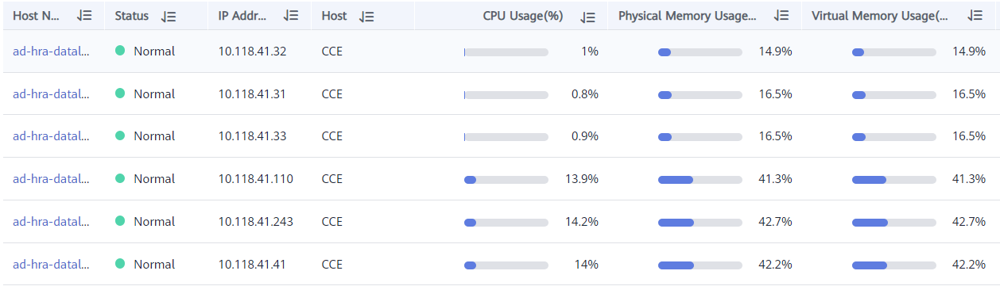 Host N... Status IP Addr... Host CPU Usage(%) Physical Memory Usage... Virtual Memory Usage(...
ad-hra-datal... Normal 10.118.41.32 CCE 1% 14.9% 14.9%
ad-hra-datal... Normal 10.118.41.31 CCE 0.8% 16.5% 16.5%
ad-hra-datal... Normal 10.118.41.33 CCE 0.9% 16.5% 16.5%
ad-hra-datal... Normal 10.118.41.110 CCE 13.9% 41.3% 41.3%
ad-hra-datal... Normal 10.118.41.243 CCE 14.2% 42.7% 42.7%
ad-hra-datal... Normal 10.118.41.41 CCE 14% 42.2% 42.2%